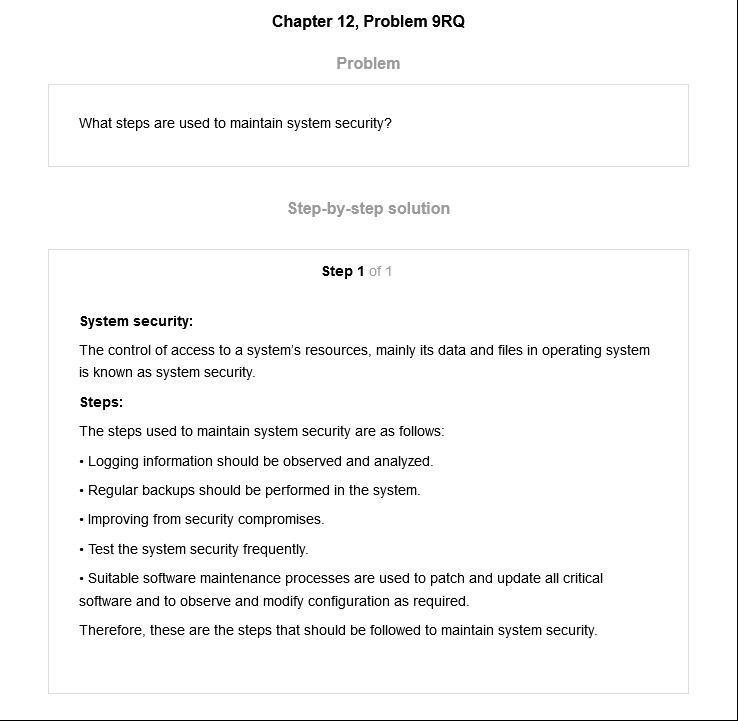 Chapter 12, Problem 9RQ
Problem
What steps are used to maintain system security?
Step-by-step solution
Step 1 of 1
System security:
The control of access to a system's resources, mainly its data and files in operating system
is known as system security.
Steps:
The steps used to maintain system security are as follows:
• Logging information should be observed and analyzed.
• Regular backups should be performed in the system.
• Improving from security compromises.
• Test the system security frequently.
• Suitable software maintenance processes are used to patch and update all critical
software and to observe and modify configuration as required.
Therefore, these are the steps that should be followed to maintain system security.